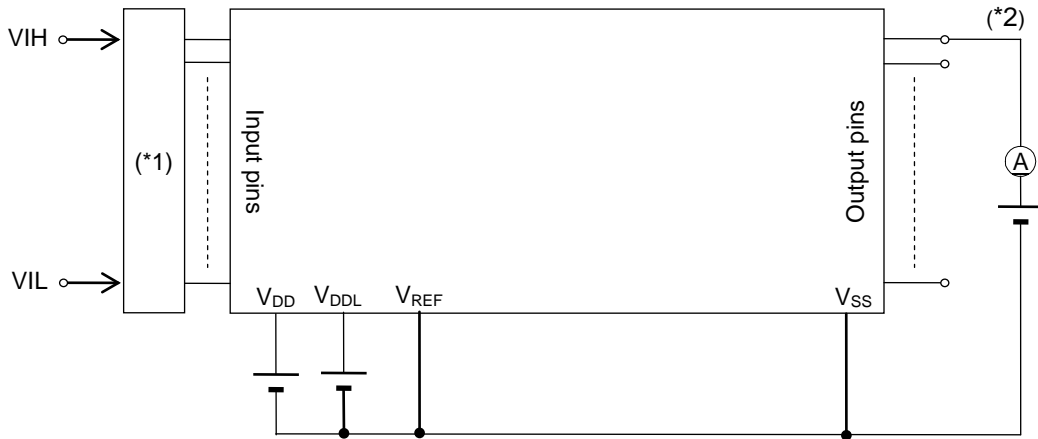 (*2)
VIH
(*1)
Input pins
Output pins
A
VIL
VDD
VDDL
VREF
VSS